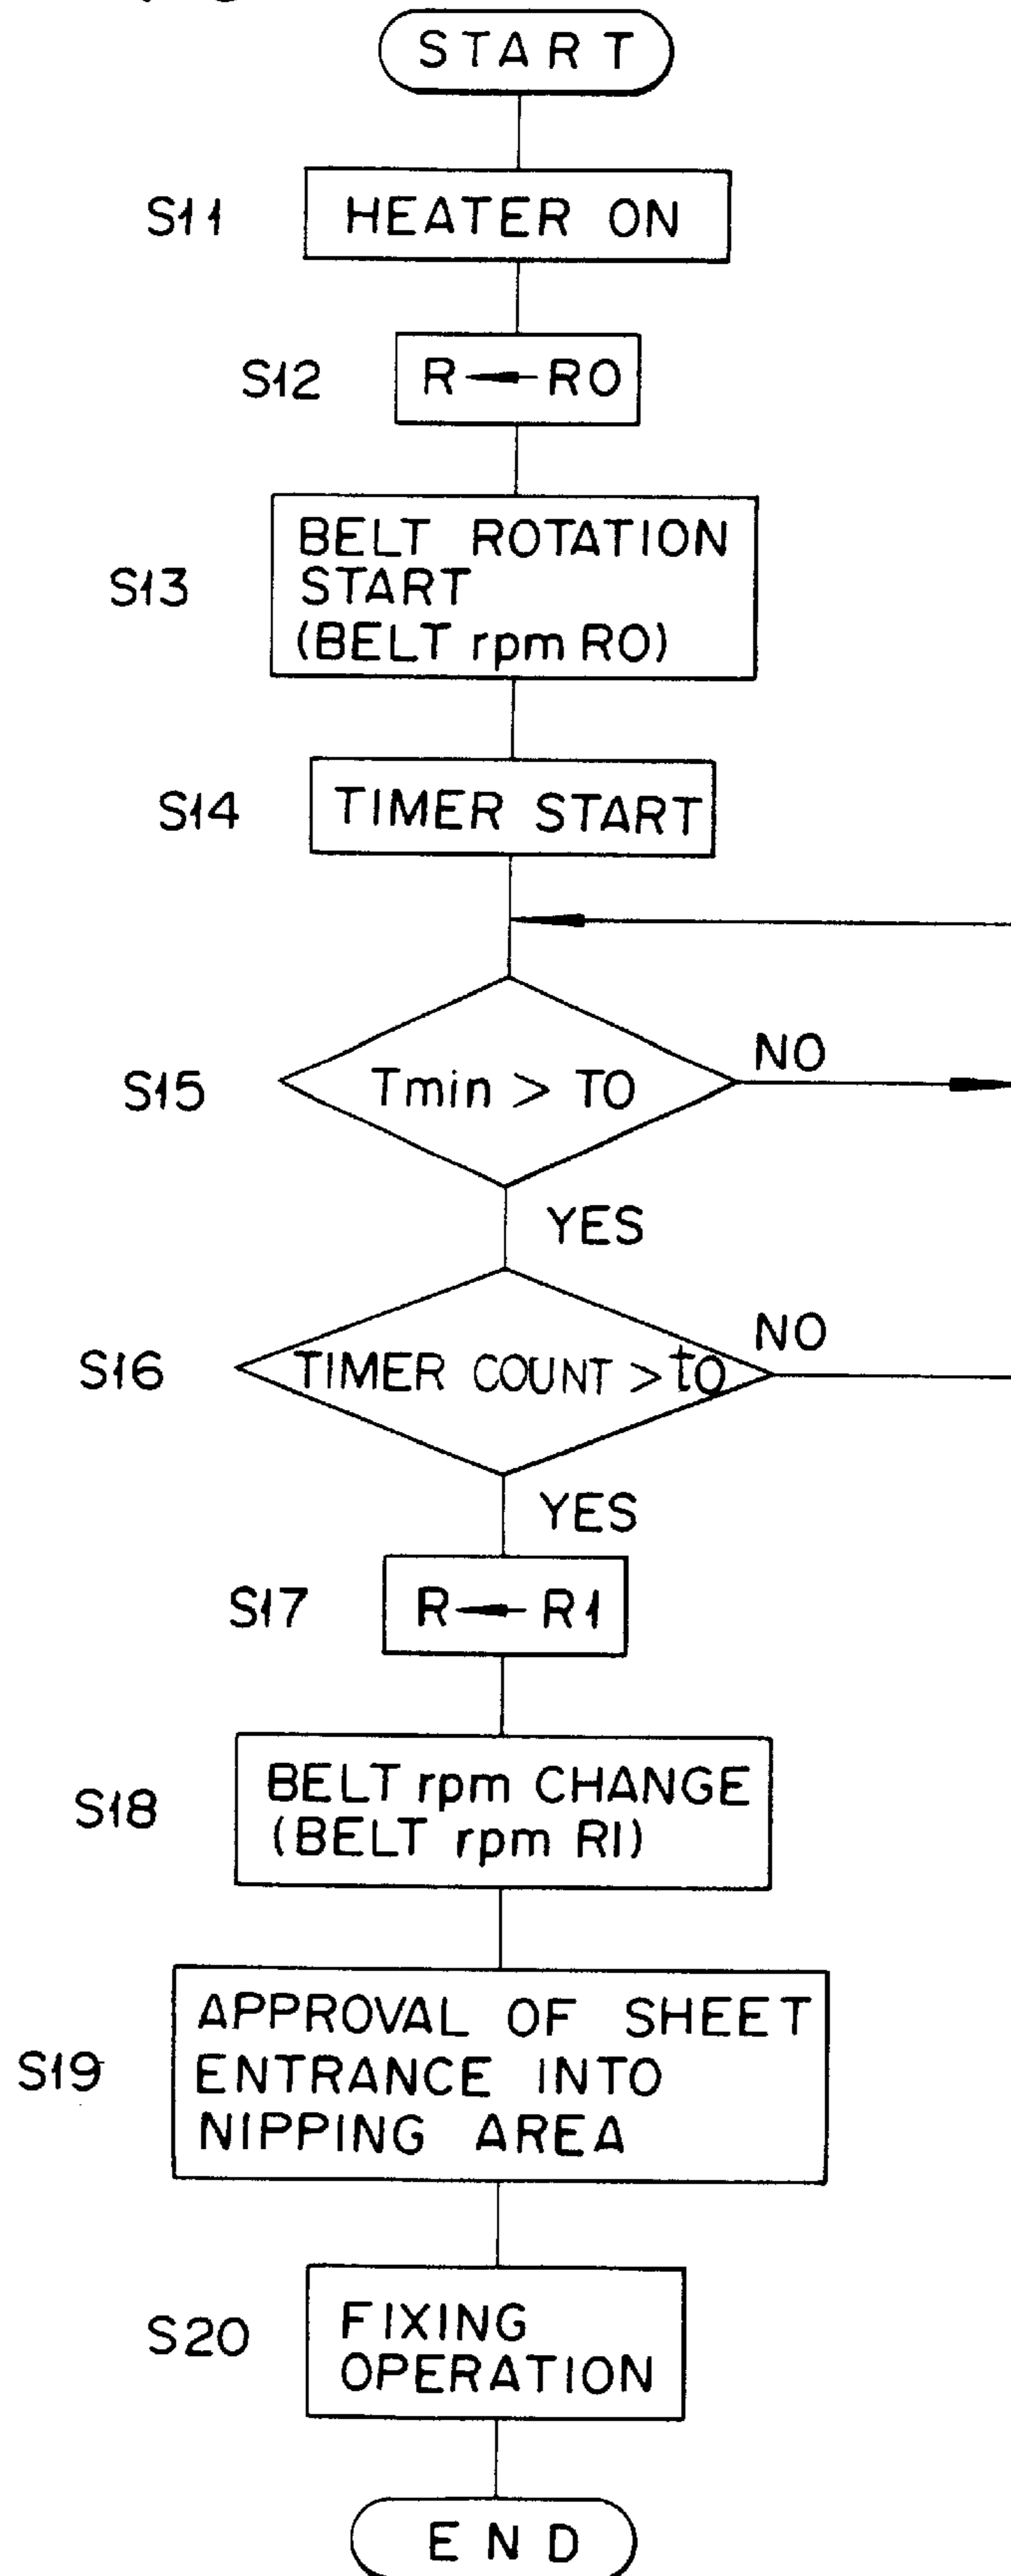 START
S11 HEATER ON
S12 R ← R0
S13
BELT ROTATION
START
(BELT rpm R0)
S14 TIMER START
S15 Tmin > T0 NO
YES
S16 TIMER COUNT > t0 NO
YES
S17 R ← R1
S18
BELT rpm CHANGE
(BELT rpm R1)
S19
APPROVAL OF SHEET
ENTRANCE INTO
NIPPING AREA
S20
FIXING
OPERATION
END